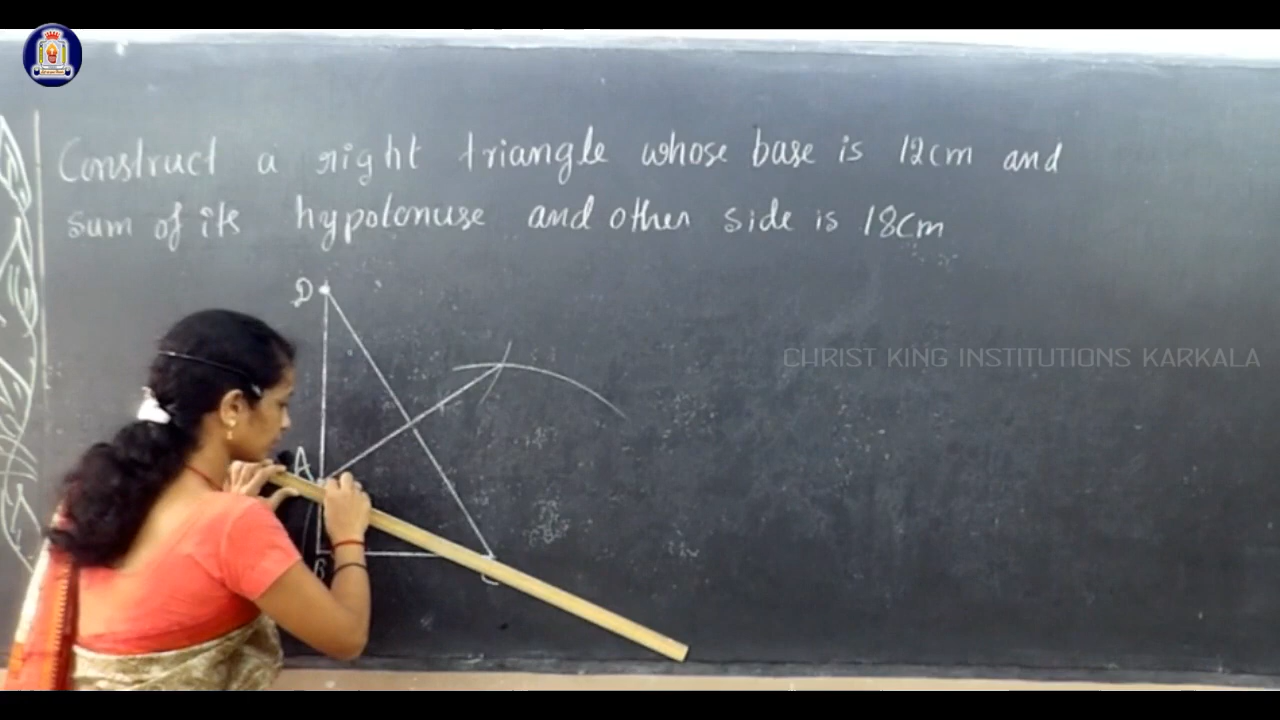 Construct a right triangle whose base is 12cm and
sum of its hypotenuse and other side is 18cm
D
CHRIST KING INSTITUTIONS KARKALA
A
B
C